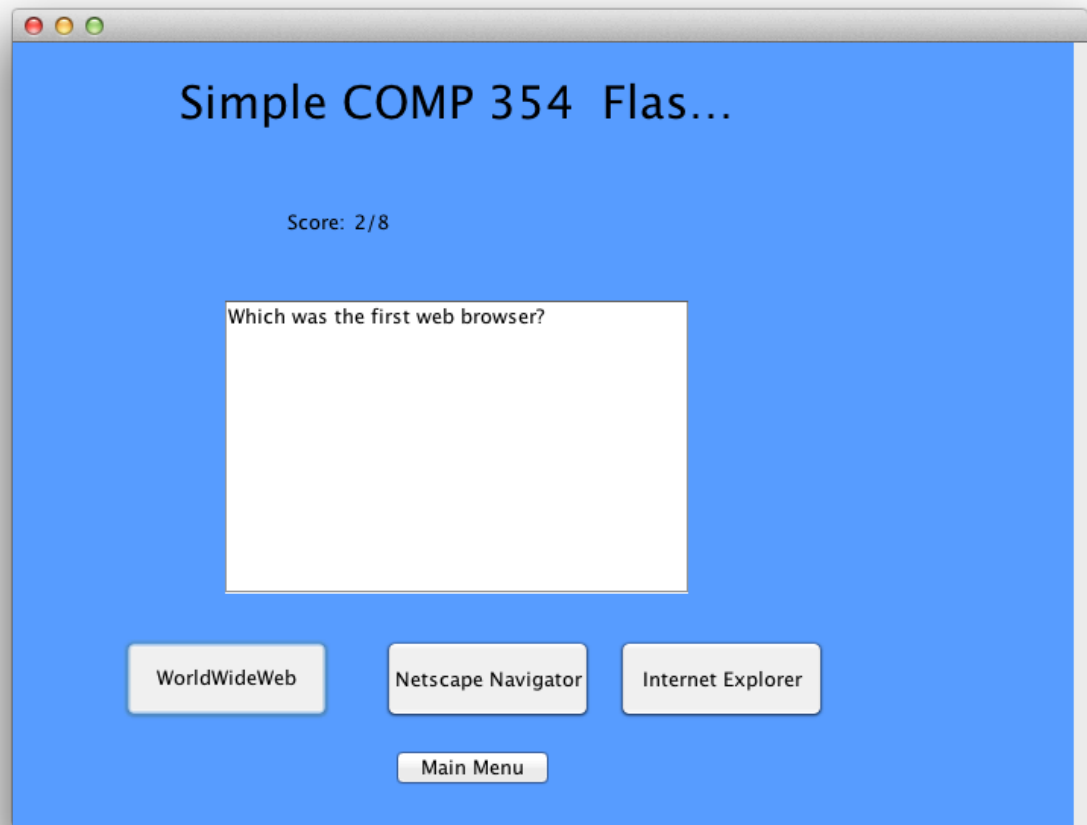 Simple COMP 354  Flas...
Score: 2/8
Which was the first web browser?
WorldWideWeb
Netscape Navigator
Internet Explorer
Main Menu